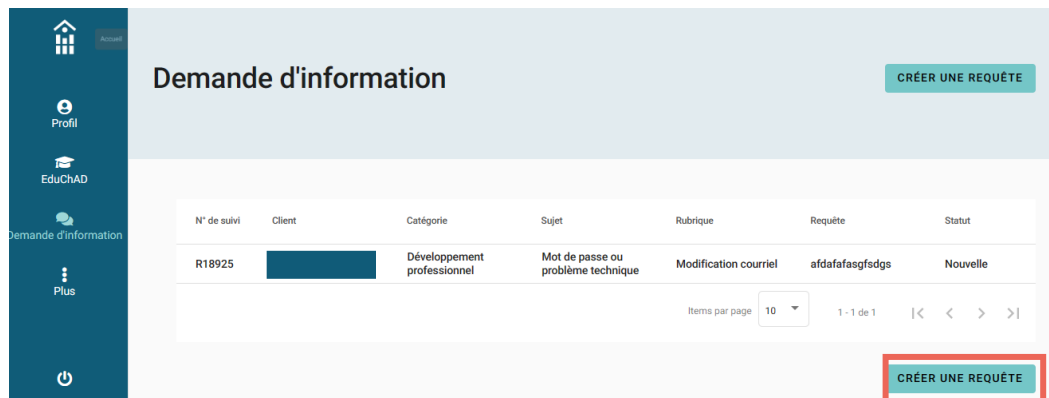 Accueil
Profil
EduChAD
Demande d'information
Plus
Demande d'information
CRÉER UNE REQUÊTE
N° de suivi Client Catégorie Sujet Rubrique Requête Statut
R18925 Développement professionnel Mot de passe ou problème technique Modification courriel afdafafasgfsdgs Nouvelle
Items par page 10 1 - 1 de 1
CRÉER UNE REQUÊTE